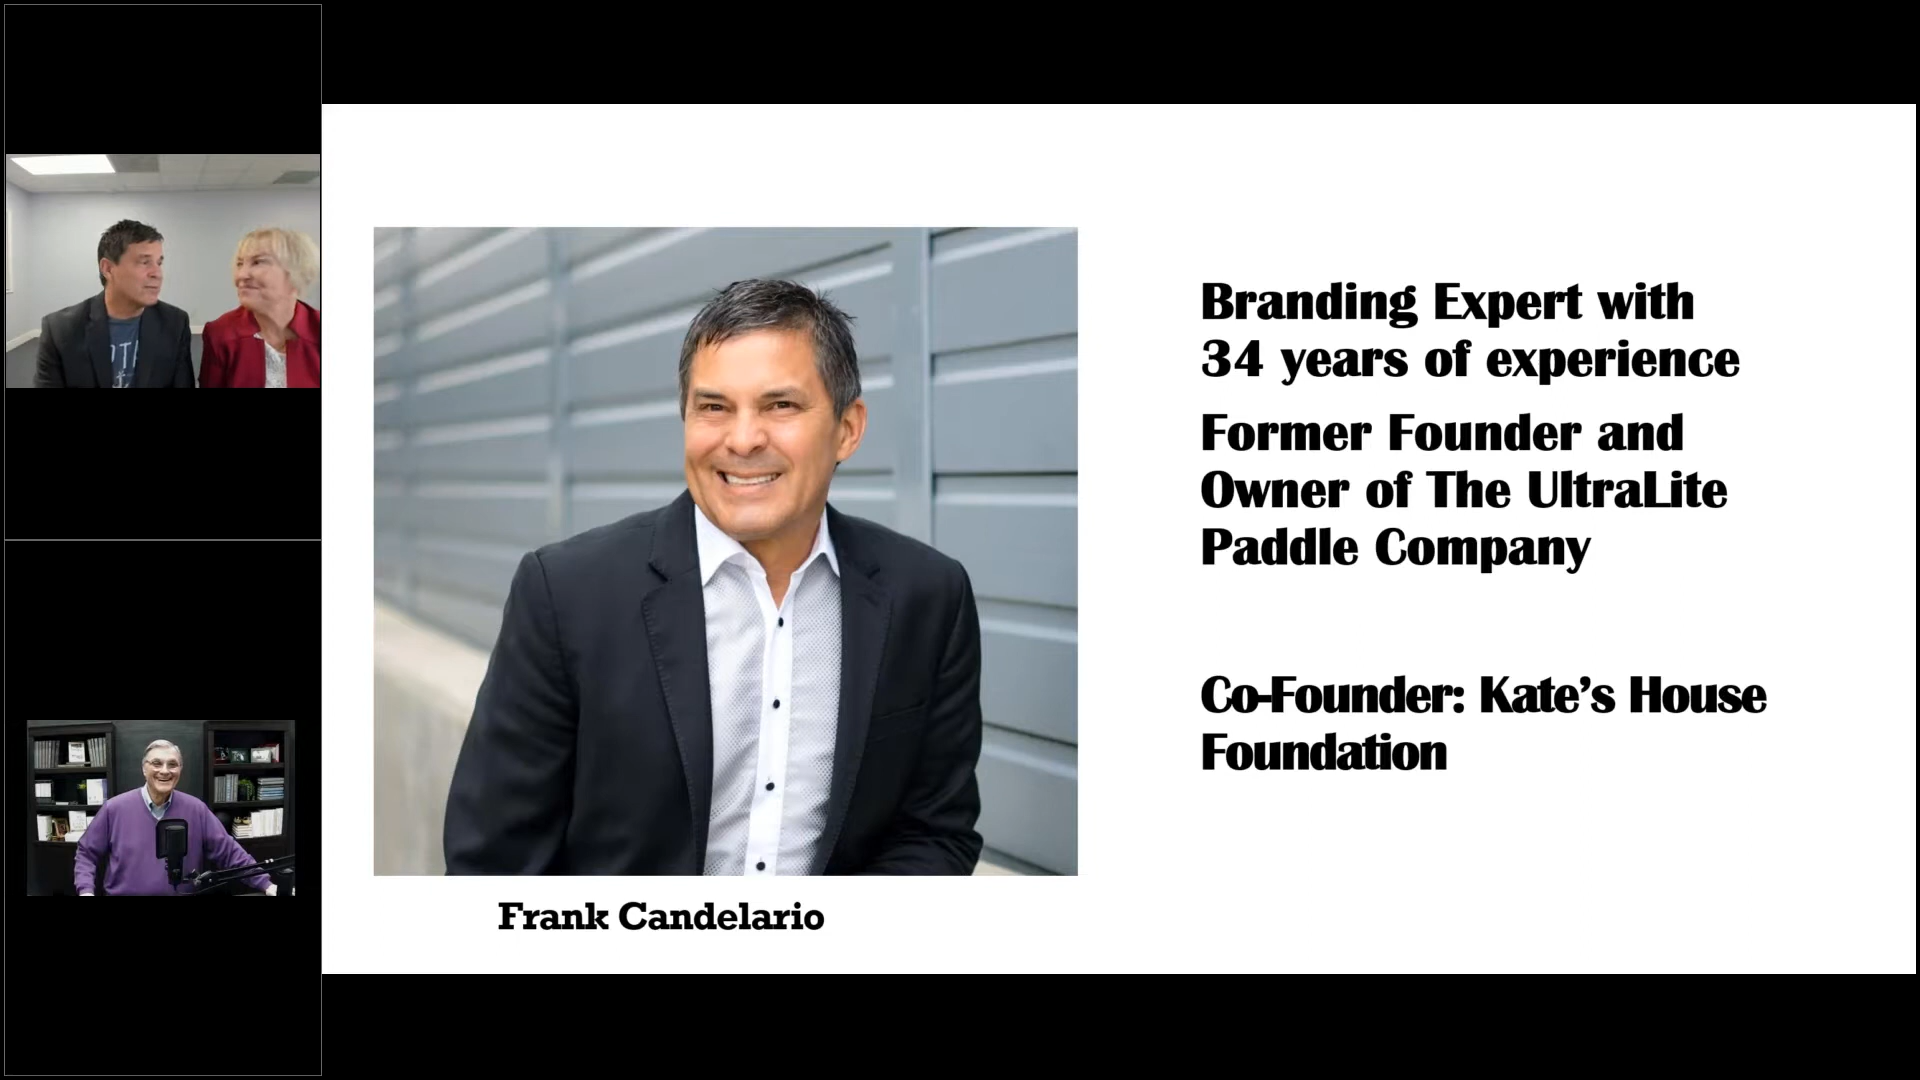 Branding Expert with
34 years of experience
Former Founder and
Owner of The UltraLite
Paddle Company
Co-Founder: Kate's House
Foundation
Frank Candelario